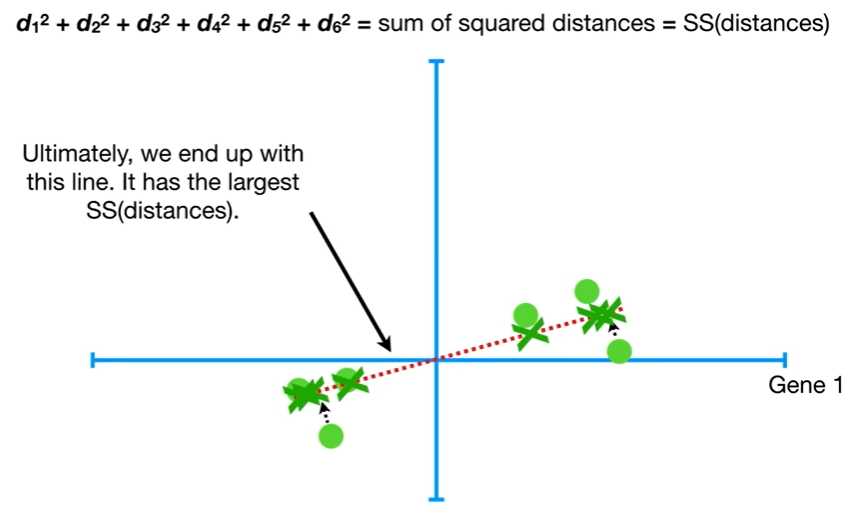 d₁² + d₂² + d₃² + d₄² + d₅² + d₆² = sum of squared distances = SS(distances)
Ultimately, we end up with
this line. It has the largest
SS(distances).
Gene 1